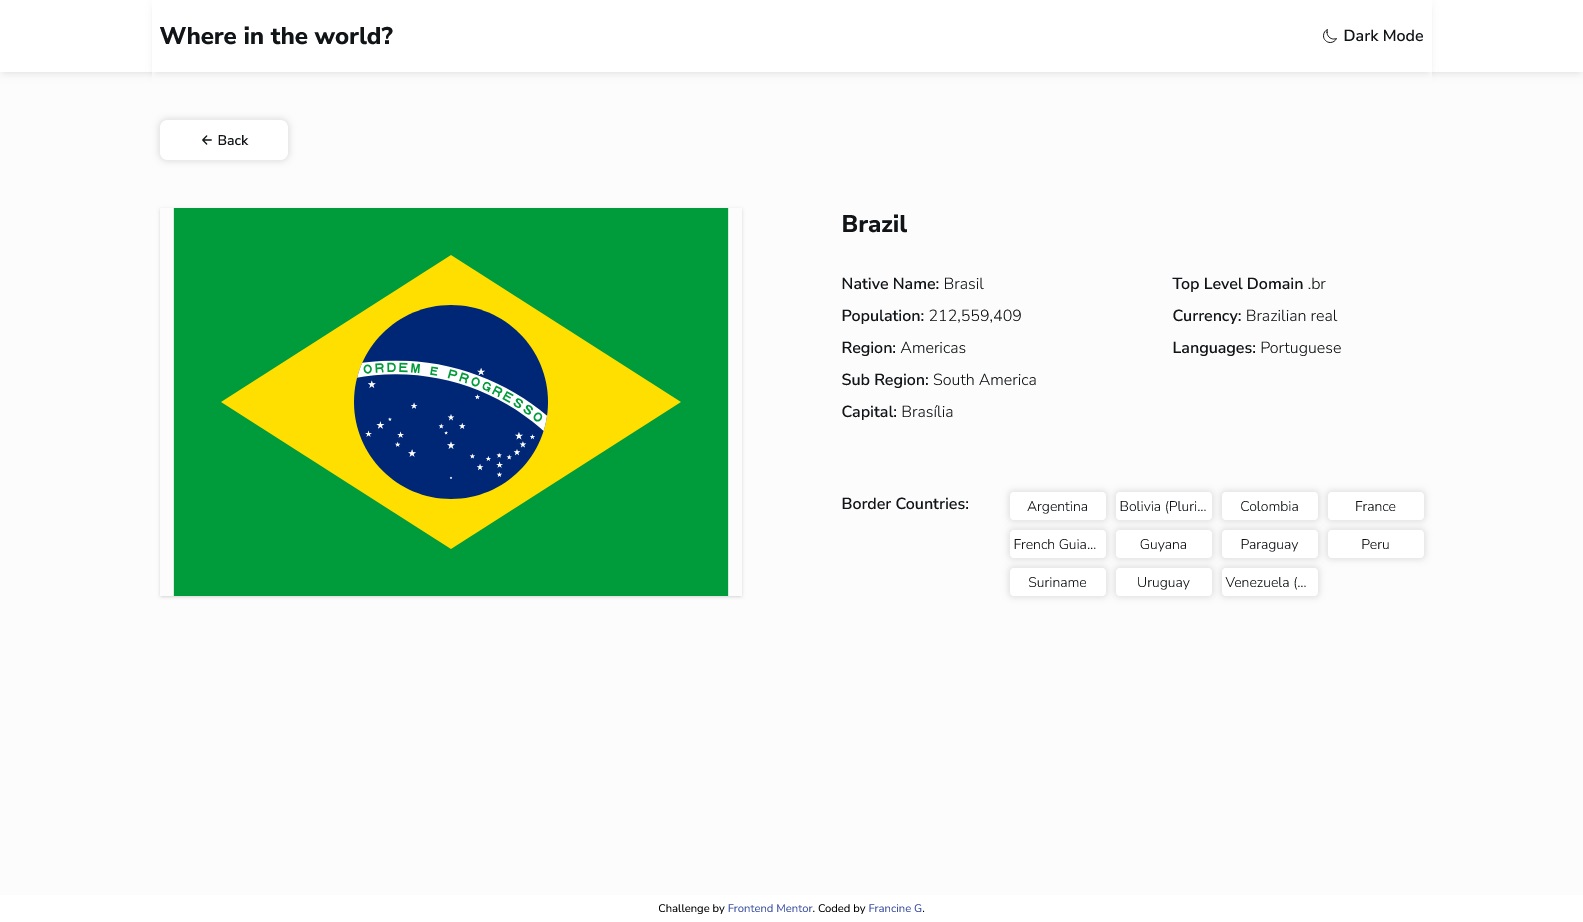 Where in the world?
Dark Mode
← Back
ORDEM E PROGRESSO
Brazil
Native Name: Brasil
Population: 212,559,409
Region: Americas
Sub Region: South America
Capital: Brasília
Top Level Domain .br
Currency: Brazilian real
Languages: Portuguese
Border Countries:
Argentina
Bolivia (Pluri...
Colombia
France
French Guia...
Guyana
Paraguay
Peru
Suriname
Uruguay
Venezuela (...
Challenge by Frontend Mentor. Coded by Francine G.